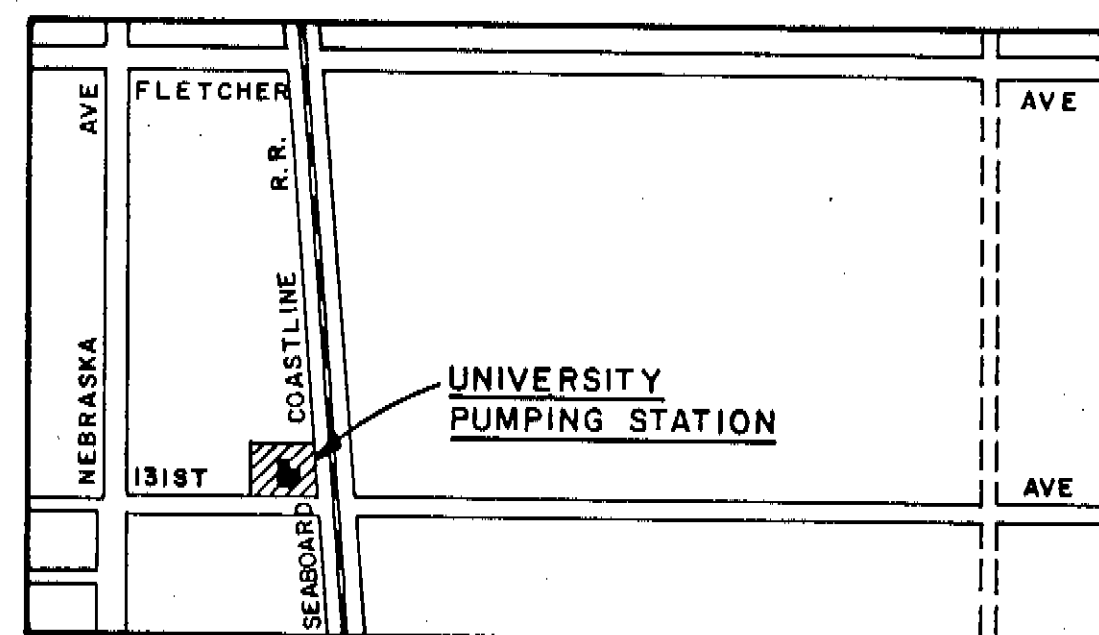 FLETCHER AVE
NEBRASKA AVE
SEABOARD COASTLINE R.R.
UNIVERSITY
PUMPING STATION
131ST AVE